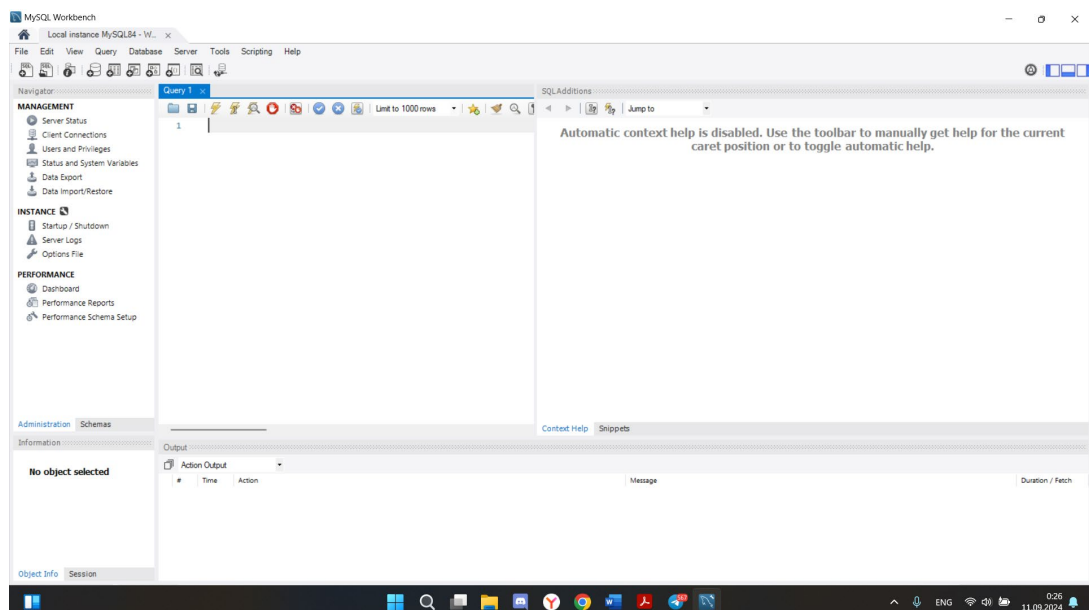 MySQL Workbench
Local instance MySQL84 - W... ×
File Edit View Query Database Server Tools Scripting Help
Navigator
MANAGEMENT
Server Status
Client Connections
Users and Privileges
Status and System Variables
Data Export
Data Import/Restore
INSTANCE
Startup / Shutdown
Server Logs
Options File
PERFORMANCE
Dashboard
Performance Reports
Performance Schema Setup
Administration Schemas
Information
No object selected
Object Info Session
Query 1 ×
Limit to 1000 rows
1
SQLAdditions
Jump to
Automatic context help is disabled. Use the toolbar to manually get help for the current
caret position or to toggle automatic help.
Context Help Snippets
Output
Action Output
# Time Action Message Duration / Fetch
ENG 0:26
11.09.2024